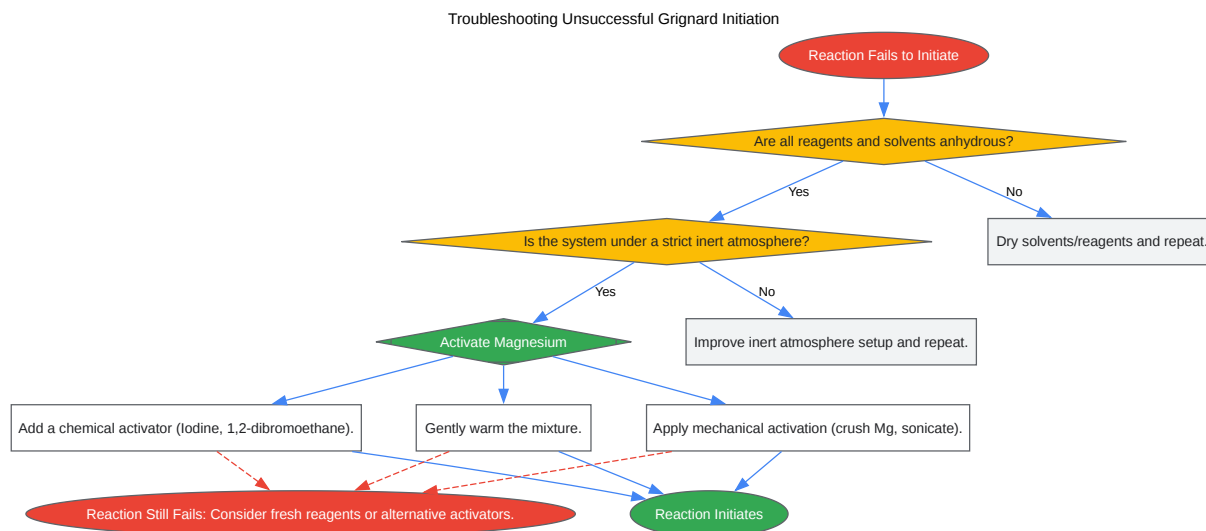 Troubleshooting Unsuccessful Grignard Initiation
Reaction Fails to Initiate
Are all reagents and solvents anhydrous?
Yes
No
Is the system under a strict inert atmosphere?
Dry solvents/reagents and repeat.
Yes
No
Activate Magnesium
Improve inert atmosphere setup and repeat.
Add a chemical activator (Iodine, 1,2-dibromoethane).
Gently warm the mixture.
Apply mechanical activation (crush Mg, sonicate).
Reaction Still Fails: Consider fresh reagents or alternative activators.
Reaction Initiates